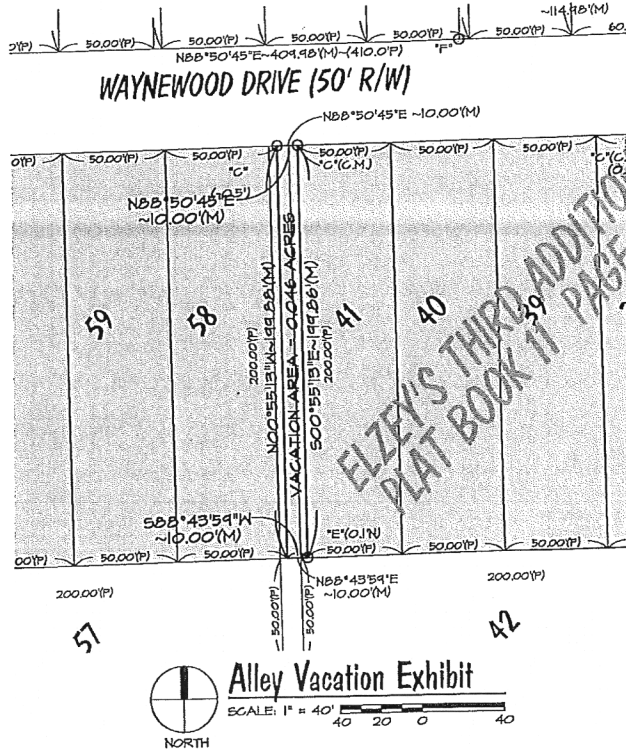 ~114.98'(M)
50.00'(P) 50.00'(P) 50.00'(P) 50.00'(P) 50.00'(P) 60.
N88°50'45"E~409.98'(M)~(410.0'P) "F"
WAYNEWOOD DRIVE (50' R/W)
N88°50'45"E ~10.00'(M)
50.00'(P) 50.00'(P) 50.00'(P) 50.00'(P) 50.00'(P)
"C" "C"(C.M.)
N88°50'45"E
~10.00'(M)
59 58 41 40 39
N00°55'13"W~199.88'(M)
200.00'(P)
VACATION AREA - 0.046 ACRES
S00°55'13"E~199.86'(M)
200.00'(P)
ELZEY'S THIRD ADDITION
PLAT BOOK 11 PAGE
S88°43'59"W
~10.00'(M)
"E"(0.1'N)
00'(P) 50.00'(P) 50.00'(P) 50.00'(P) 50.00'(P) 50.00'(P)
N88°43'59"E
~10.00'(M)
200.00'(P) 50.00'(P) 50.00'(P) 200.00'(P)
57 42
Alley Vacation Exhibit
SCALE: 1" = 40'
40 20 0 40
NORTH